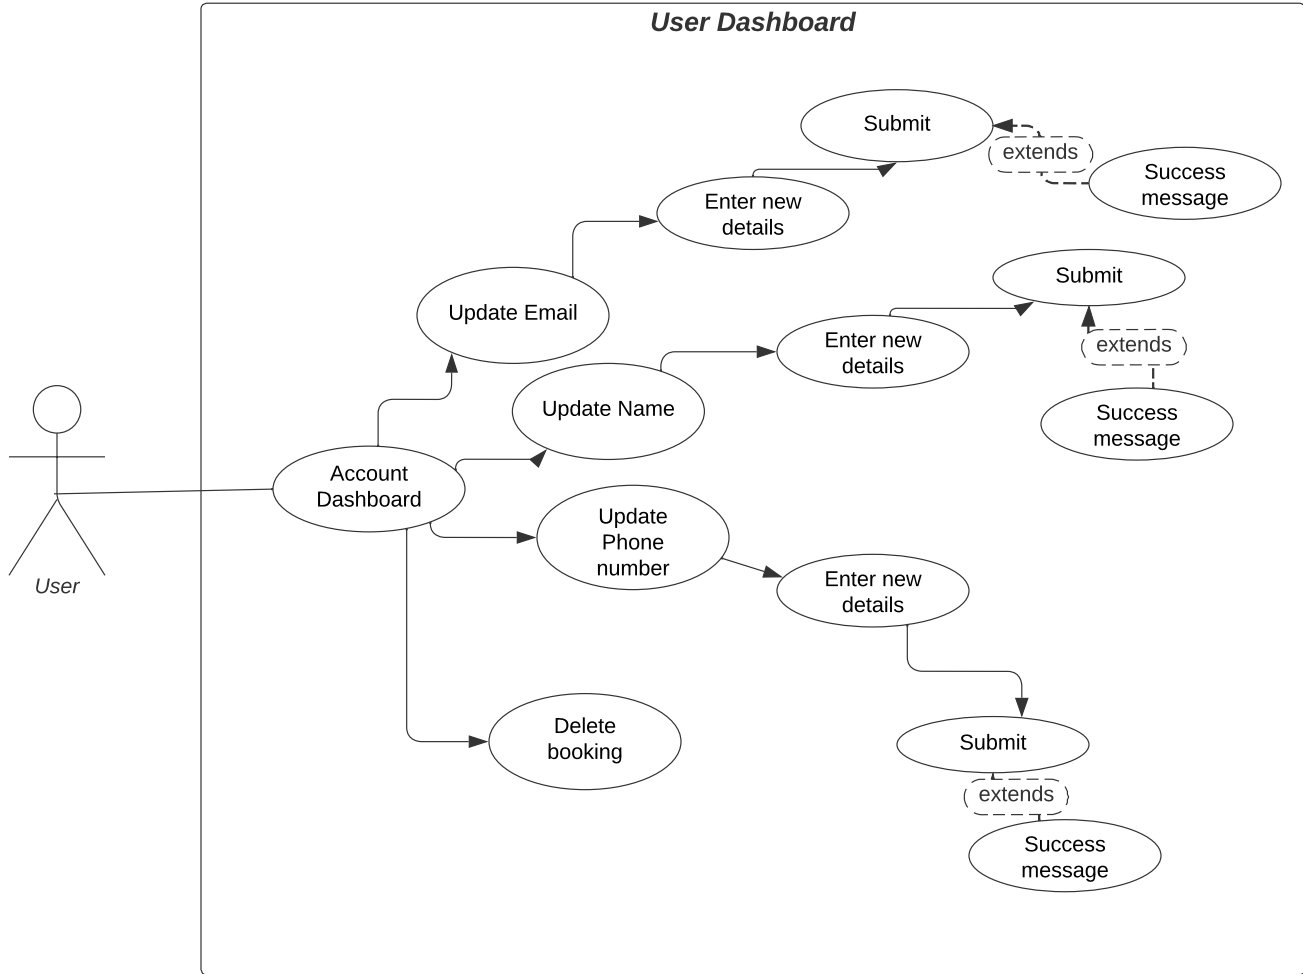 User Dashboard
Submit
extends
Success
message
Enter new
details
Update Email
Submit
extends
Success
message
Enter new
details
Update Name
Account
Dashboard
User
Update
Phone
number
Enter new
details
Delete
booking
Submit
extends
Success
message